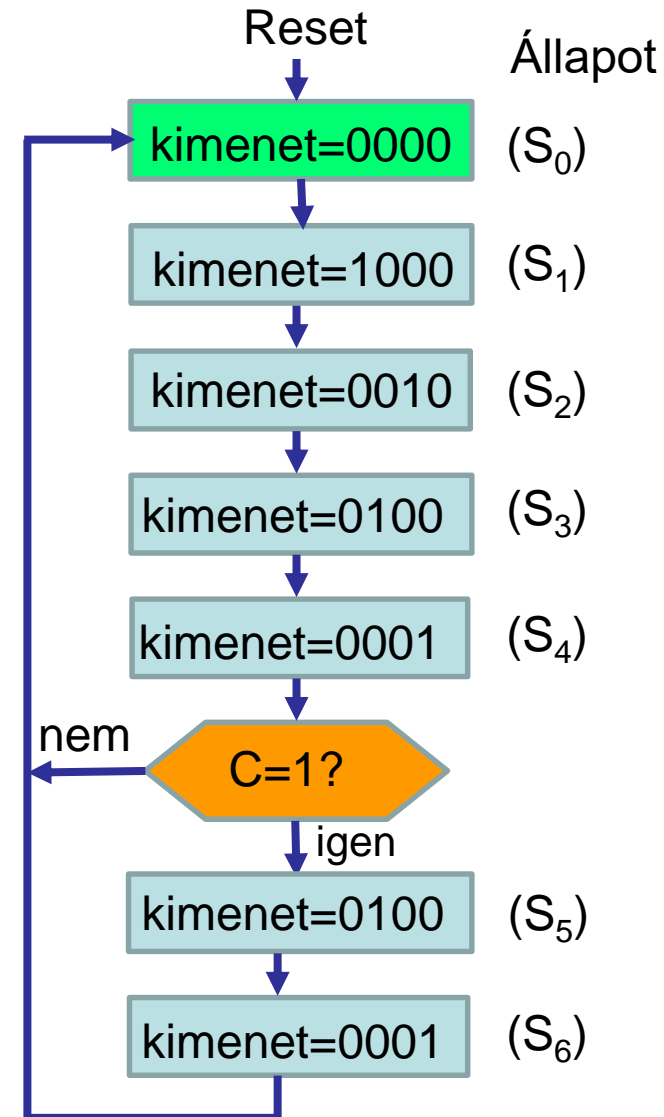 Reset
Állapot
kimenet=0000 (S₀)
kimenet=1000 (S₁)
kimenet=0010 (S₂)
kimenet=0100 (S₃)
kimenet=0001 (S₄)
nem
C=1?
igen
kimenet=0100 (S₅)
kimenet=0001 (S₆)